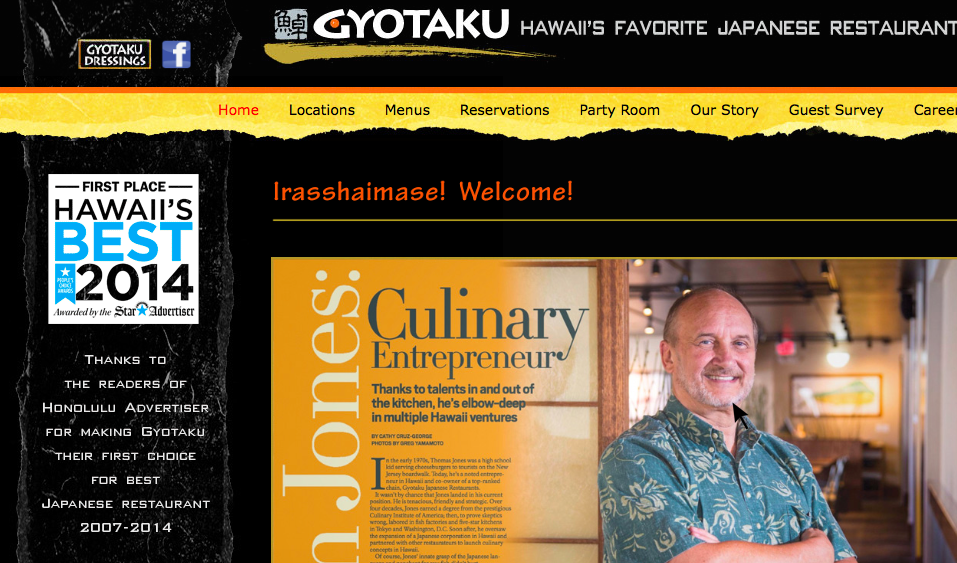 GYOTAKU
HAWAII'S FAVORITE JAPANESE RESTAURANT
GYOTAKU
DRESSINGS
f
Home Locations Menus Reservations Party Room Our Story Guest Survey Career
FIRST PLACE
HAWAII'S
BEST
2014
PEOPLE'S
CHOICE
AWARDS
Awarded by the Star Advertiser
THANKS TO
THE READERS OF
HONOLULU ADVERTISER
FOR MAKING GYOTAKU
THEIR FIRST CHOICE
FOR BEST
JAPANESE RESTAURANT
2007-2014
Irasshaimase! Welcome!
n Jones:
Culinary
Entrepreneur
Thanks to talents in and out of
the kitchen, he's elbow-deep
in multiple Hawaii ventures
BY CATHY CRUZ-GEORGE
PHOTOS BY GREG YAMAMOTO
In the early 1970s, Thomas Jones was a high school
kid serving cheeseburgers to tourists on the New
Jersey boardwalk. Today, he's a noted entrepre-
neur in Hawaii and co-owner of a top-ranked
chain, Gyotaku Japanese Restaurants.
It wasn't by chance that Jones landed in his current
position. He is tenacious, friendly and strategic. Over
four decades, Jones earned a degree from the prestigious
Culinary Institute of America, then, to prove skeptics
wrong, labored in fish factories and five-star kitchens
in Tokyo and Washington, D.C. Soon after, he oversaw
the expansion of a Japanese corporation in Hawaii and
partnered with other restaurateurs to launch culinary
concepts in Hawaii.
Of course, Jones' innate grasp of the Japanese lan-